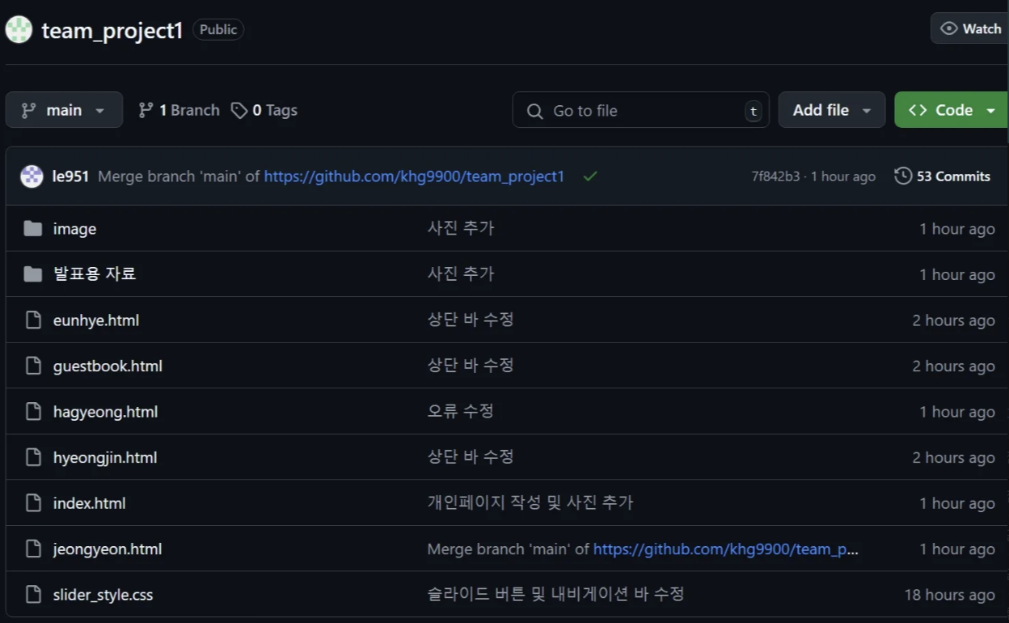 team_project1 Public Watch
main 1 Branch 0 Tags Go to file t Add file Code
le951 Merge branch 'main' of https://github.com/khg9900/team_project1 7f842b3 · 1 hour ago 53 Commits
image 사진 추가 1 hour ago
발표용 자료 사진 추가 1 hour ago
eunhye.html 상단 바 수정 2 hours ago
guestbook.html 상단 바 수정 2 hours ago
hagyeong.html 오류 수정 1 hour ago
hyeongjin.html 상단 바 수정 2 hours ago
index.html 개인페이지 작성 및 사진 추가 1 hour ago
jeongyeon.html Merge branch 'main' of https://github.com/khg9900/team_p... 1 hour ago
slider_style.css 슬라이드 버튼 및 내비게이션 바 수정 18 hours ago